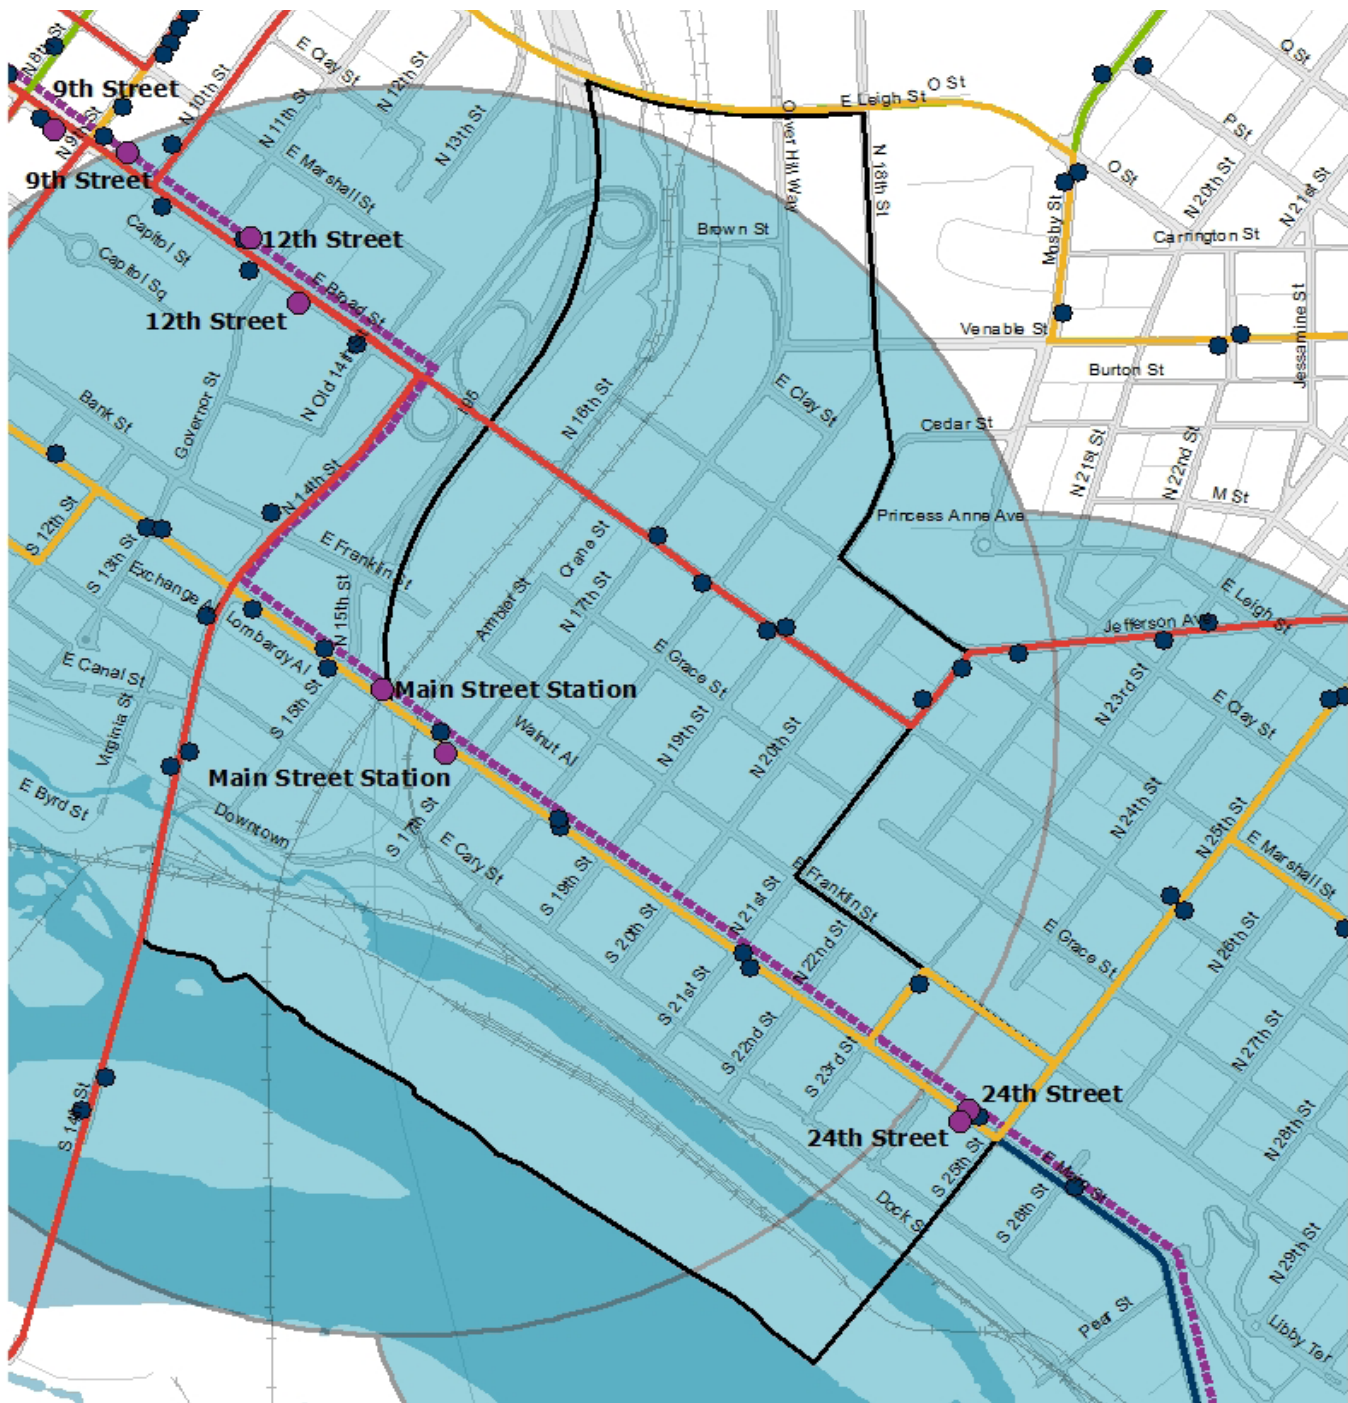 N 8th St
9th Street
N 9th St
9th Street
N 10th St
E Clay St
N 11th St
N 12th St
N 13th St
E Marshall St
O St
E Leigh St
Oliver Hill Way
N 18th St
O St
P St
O St
N 20th St
N 21st St
Mosby St
Carrington St
Capitol St
Capitol Sq
12th Street
12th Street
E Broad St
Brown St
Venable St
Burton St
Jessamine St
N Old 14th St
Governor St
Bank St
I 95
N 16th St
E Clay St
Cedar St
N 21st St
N 22nd St
M St
Princess Anne Ave
N 14th St
S 12th St
S 13th St
Exchange Al
E Franklin St
N 15th St
Lombardy Al
Crane St
Amber St
N 17th St
E Leigh St
Jefferson Ave
E Canal St
Virginia St
S 15th St
Main Street Station
Main Street Station
E Grace St
Walnut Al
N 19th St
N 20th St
N 23rd St
E Clay St
E Byrd St
Downtown
S 17th St
E Cary St
S 19th St
S 20th St
N 24th St
N 25th St
E Marshall St
E Franklin St
N 21st St
N 22nd St
E Grace St
N 26th St
S 21st St
S 22nd St
S 23rd St
N 27th St
S 14th St
24th Street
24th Street
N 28th St
S 25th St
E Main St
S 26th St
Dock St
N 29th St
Pear St
Libby Ter